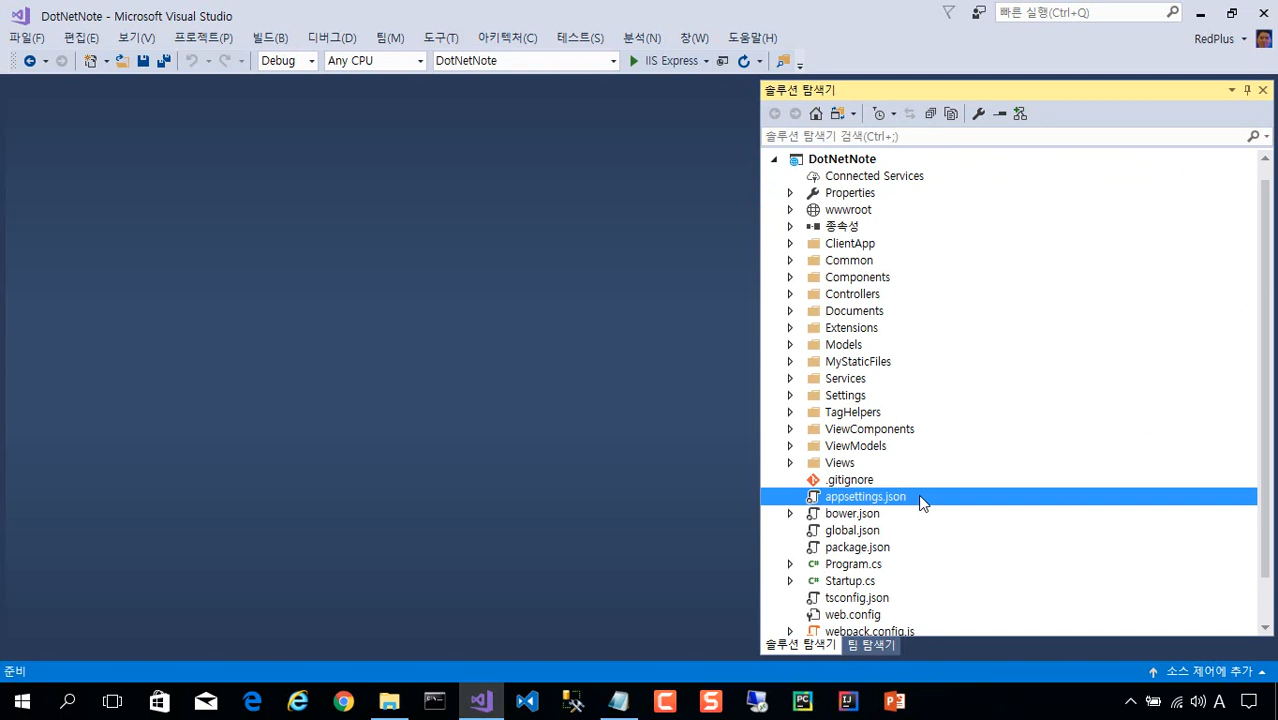 DotNetNote - Microsoft Visual Studio
빠른 실행(Ctrl+Q)
파일(F) 편집(E) 보기(V) 프로젝트(P) 빌드(B) 디버그(D) 팀(M) 도구(T) 아키텍처(C) 테스트(S) 분석(N) 창(W) 도움말(H)
RedPlus
Debug Any CPU DotNetNote IIS Express
솔루션 탐색기
솔루션 탐색기 검색(Ctrl+;)
DotNetNote
Connected Services
Properties
wwwroot
종속성
ClientApp
Common
Components
Controllers
Documents
Extensions
Models
MyStaticFiles
Services
Settings
TagHelpers
ViewComponents
ViewModels
Views
.gitignore
appsettings.json
bower.json
global.json
package.json
Program.cs
Startup.cs
tsconfig.json
web.config
webpack.config.js
솔루션 탐색기 팀 탐색기
준비
소스 제어에 추가
A